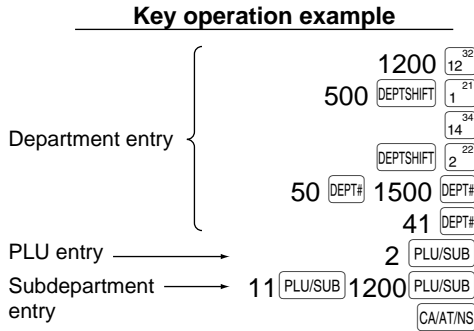 Key operation example
1200 12 32
500 DEPTSHIFT 1 21
14 34
Department entry
DEPTSHIFT 2 22
50 DEPT# 1500 DEPT#
41 DEPT#
PLU entry 2 PLU/SUB
Subdepartment 11 PLU/SUB 1200 PLU/SUB
entry
CA/AT/NS